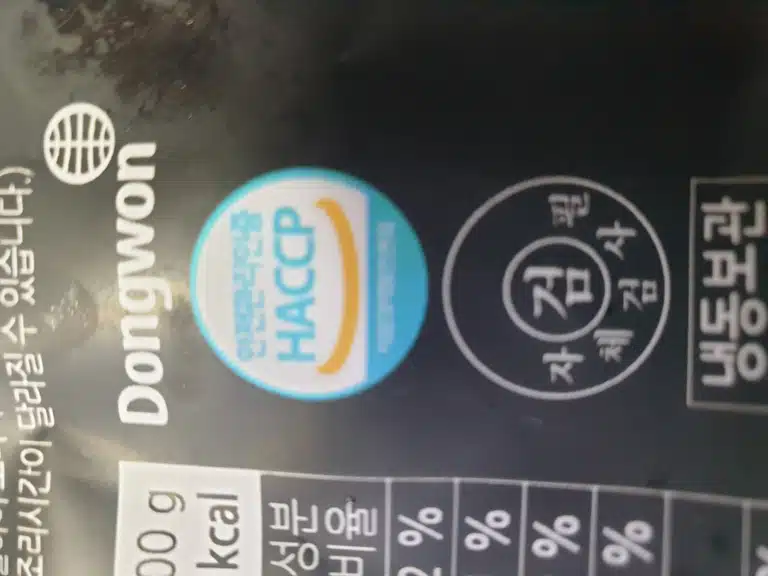 조리시간이 달라질 수 있습니다.)
Dongwon
안전관리인증
HACCP
검
자체검사필
냉동보관
00 g
kcal
성분
비율
2 %
%
%
%